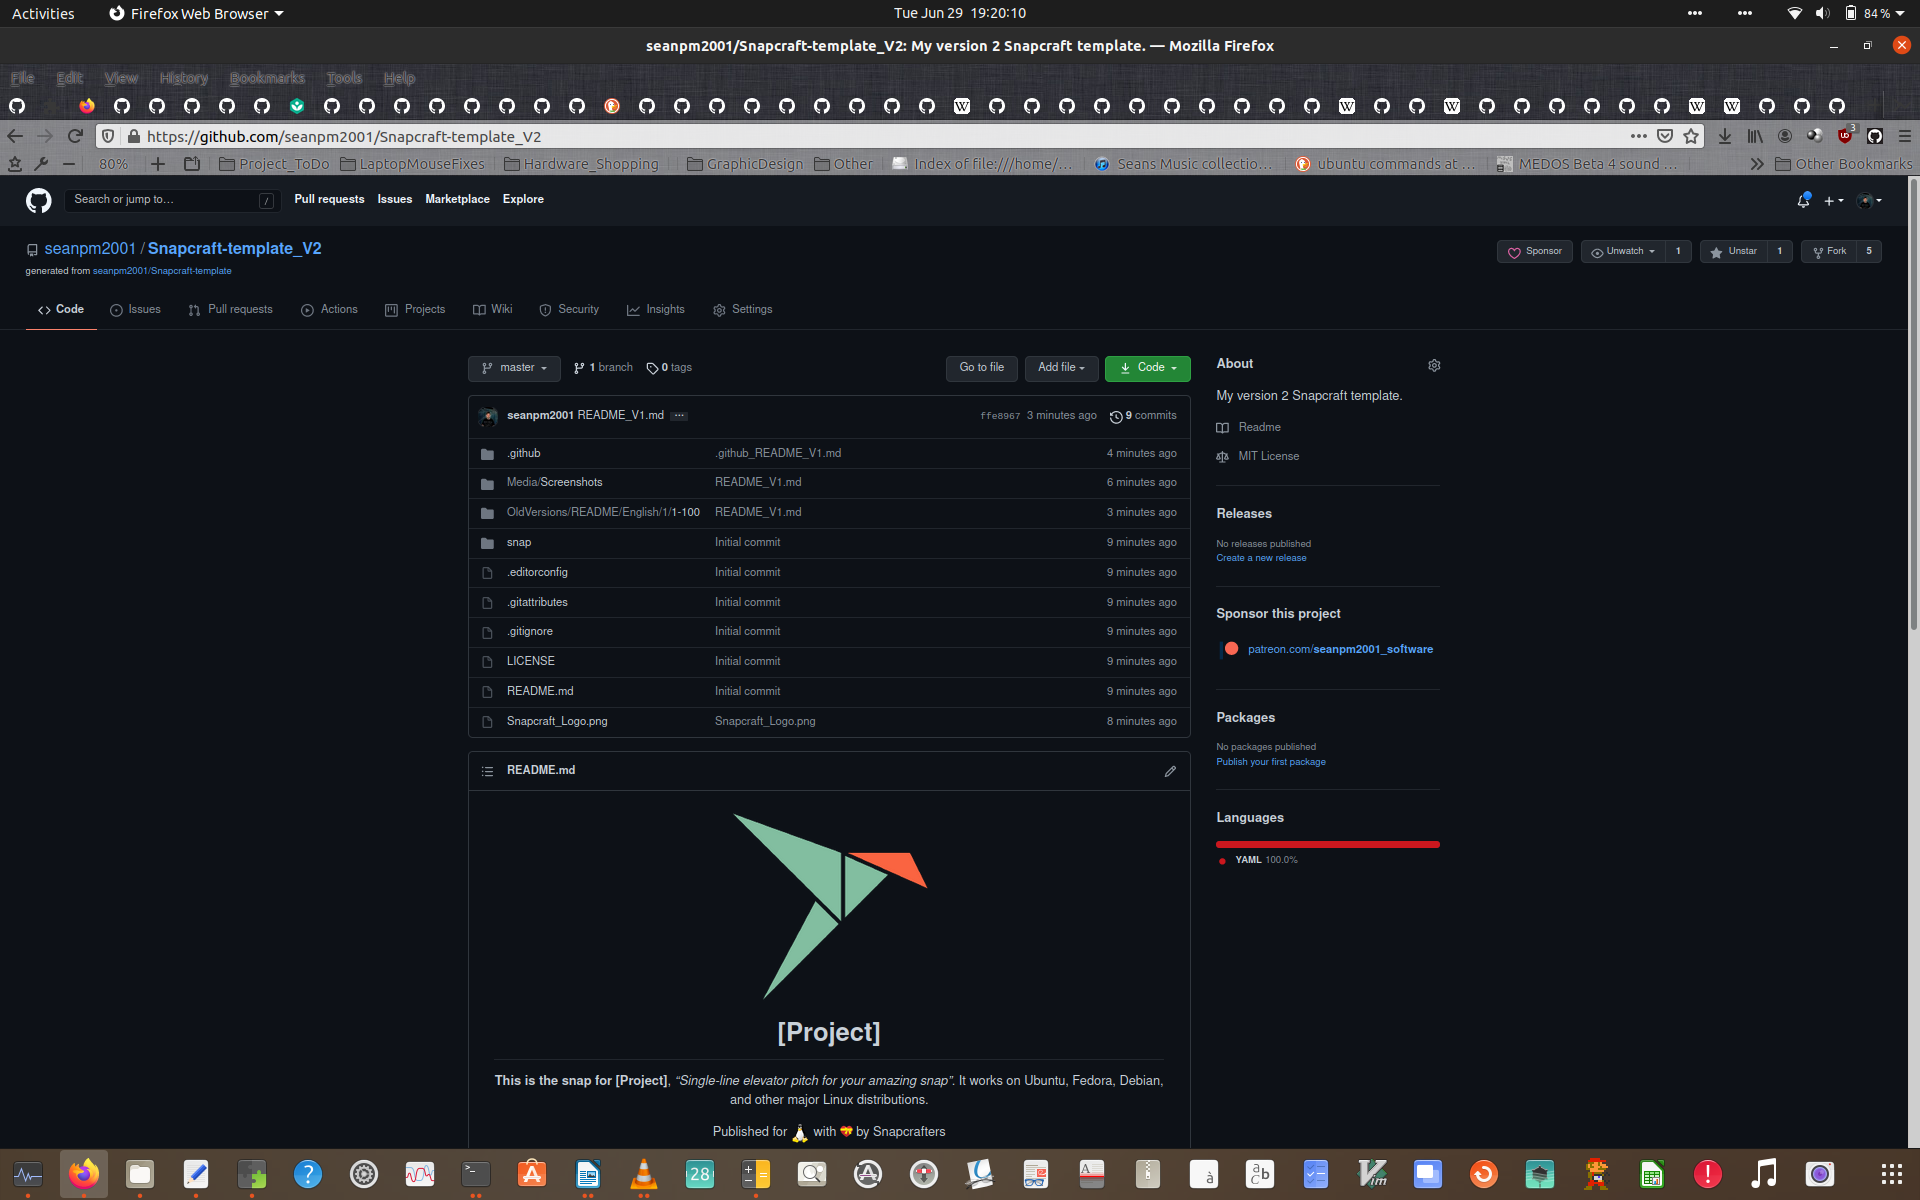 Activities
Firefox Web Browser
Tue Jun 29 19:20:10
84 %
seanpm2001/Snapcraft-template_V2: My version 2 Snapcraft template. — Mozilla Firefox
File Edit View History Bookmarks Tools Help
https://github.com/seanpm2001/Snapcraft-template_V2
3
80%
Project_ToDo
LaptopMouseFixes
Hardware_Shopping
GraphicDesign
Other
Index of file:///home/...
Seans Music collectio...
ubuntu commands at ...
MEDOS Beta 4 sound ...
Other Bookmarks
Search or jump to... /
Pull requests Issues Marketplace Explore
seanpm2001 / Snapcraft-template_V2
generated from seanpm2001/Snapcraft-template
Sponsor
Unwatch 1
Unstar 1
Fork 5
Code Issues Pull requests Actions Projects Wiki Security Insights Settings
master 1 branch 0 tags
Go to file Add file Code
seanpm2001 README_V1.md ... ffe8967 3 minutes ago 9 commits
.github .github_README_V1.md 4 minutes ago
Media/Screenshots README_V1.md 6 minutes ago
OldVersions/README/English/1/1-100 README_V1.md 3 minutes ago
snap Initial commit 9 minutes ago
.editorconfig Initial commit 9 minutes ago
.gitattributes Initial commit 9 minutes ago
.gitignore Initial commit 9 minutes ago
LICENSE Initial commit 9 minutes ago
README.md Initial commit 9 minutes ago
Snapcraft_Logo.png Snapcraft_Logo.png 8 minutes ago
README.md
[Project]
This is the snap for [Project], “Single-line elevator pitch for your amazing snap”. It works on Ubuntu, Fedora, Debian,
and other major Linux distributions.
Published for with by Snapcrafters
About
My version 2 Snapcraft template.
Readme
MIT License
Releases
No releases published
Create a new release
Sponsor this project
patreon.com/seanpm2001_software
Packages
No packages published
Publish your first package
Languages
YAML 100.0%
28